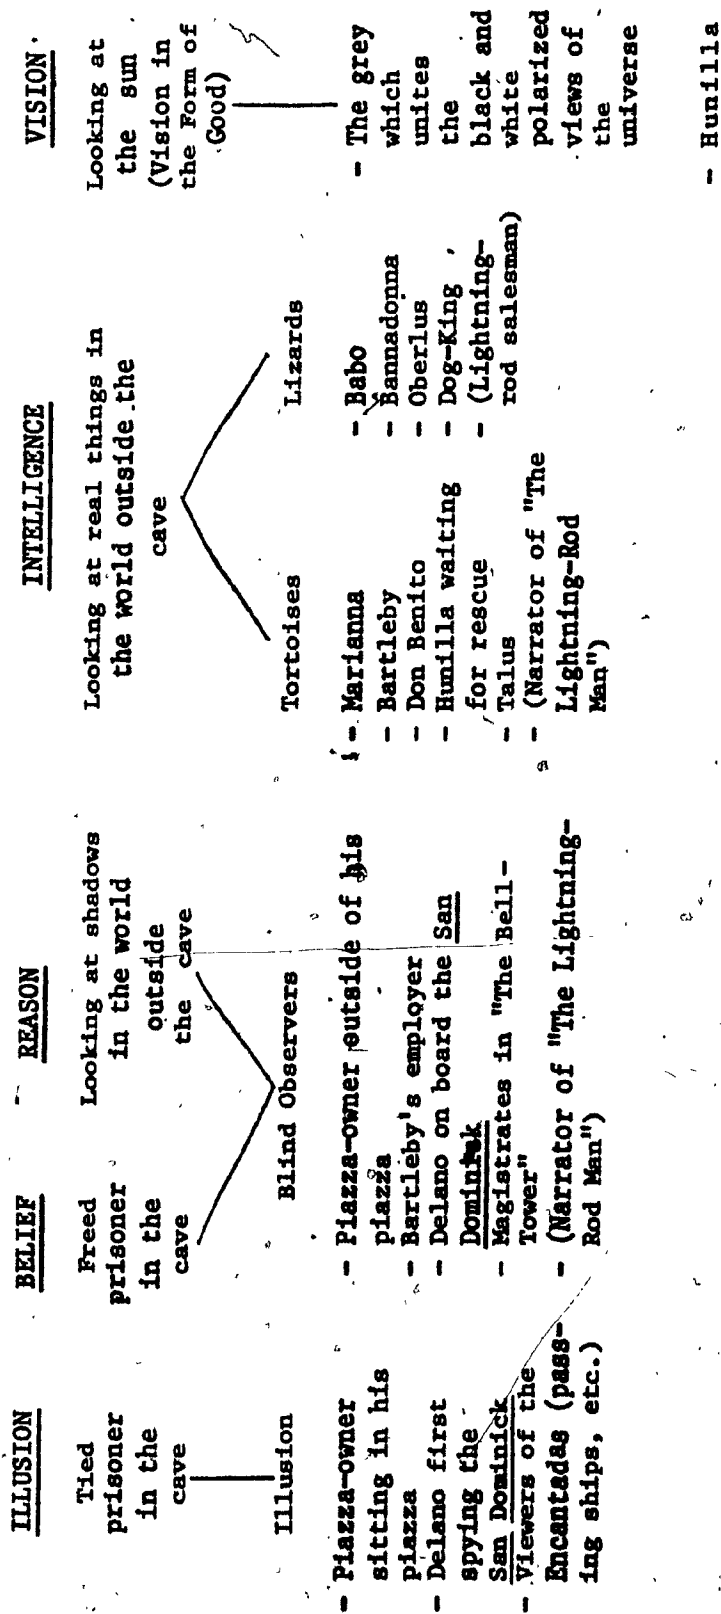 ILLUSION
Tied
prisoner
in the
cave
Illusion
- Piazza-owner
sitting in his
piazza
- Delano first
spying the
San Dominick
- Viewers of the
Encantadas (pass-
ing ships, etc.)
BELIEF
Freed
prisoner
in the
cave
REASON
Looking at shadows
in the world
outside
the cave
Blind Observers
- Piazza-owner outside of his
piazza
- Bartleby's employer
- Delano on board the San
Dominick
- Magistrates in "The Bell-
Tower"
- (Narrator of "The Lightning-
Rod Man")
INTELLIGENCE
Looking at real things in
the world outside the
cave
Tortoises
- Marianna
- Bartleby
- Don Benito
- Hunilla waiting
for rescue
- Talus
- (Narrator of "The
Lightning-Rod
Man")
Lizards
- Babo
- Bannadonna
- Oberlus
- Dog-King
- (Lightning-
rod salesman)
VISION
Looking at
the sun
(Vision in
the Form of
Good)
- The grey
which
unites
the
black and
white
polarized
views of
the
universe
- Hunilla